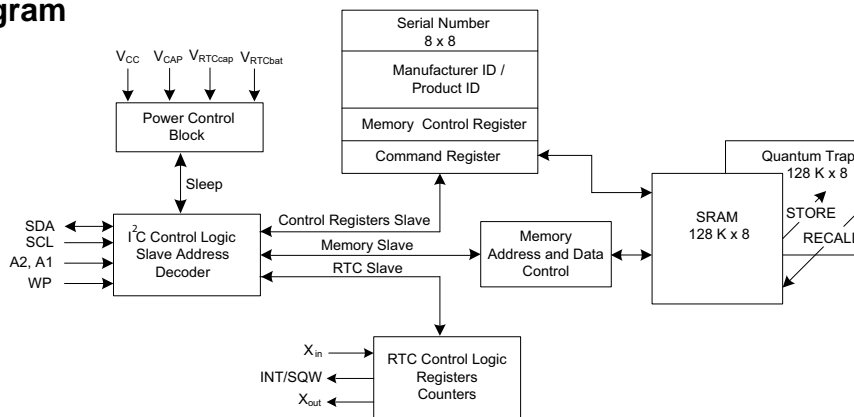 gram
Serial Number
8 x 8
Manufacturer ID /
Product ID
Memory Control Register
Command Register
VCC VCAP VRTCcap VRTCbat
Power Control
Block
Sleep
Quantum Trap
128 K x 8
SRAM
128 K x 8
STORE
RECALL
SDA
SCL
A2, A1
WP
I2C Control Logic
Slave Address
Decoder
Control Registers Slave
Memory Slave
RTC Slave
Memory
Address and Data
Control
Xin
INT/SQW
Xout
RTC Control Logic
Registers
Counters